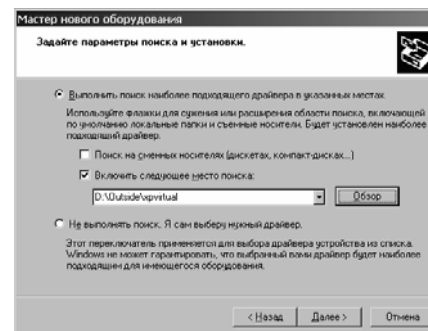 Мастер нового оборудования
Задайте параметры поиска и установки.
Выполнить поиск наиболее подходящего драйвера в указанных местах.
Используйте флажки для сужения или расширения области поиска, включающей
по умолчанию локальные папки и съемные носители. Будет установлен наиболее
подходящий драйвер.
Поиск на сменных носителях (дискетах, компакт-дисках...)
Включить следующее место поиска:
D:\Outside\xpvirtual
Обзор
Не выполнять поиск. Я сам выберу нужный драйвер.
Этот переключатель применяется для выбора драйвера устройства из списка.
Windows не может гарантировать, что выбранный вами драйвер будет наиболее
подходящим для имеющегося оборудования.
< Назад
Далее >
Отмена